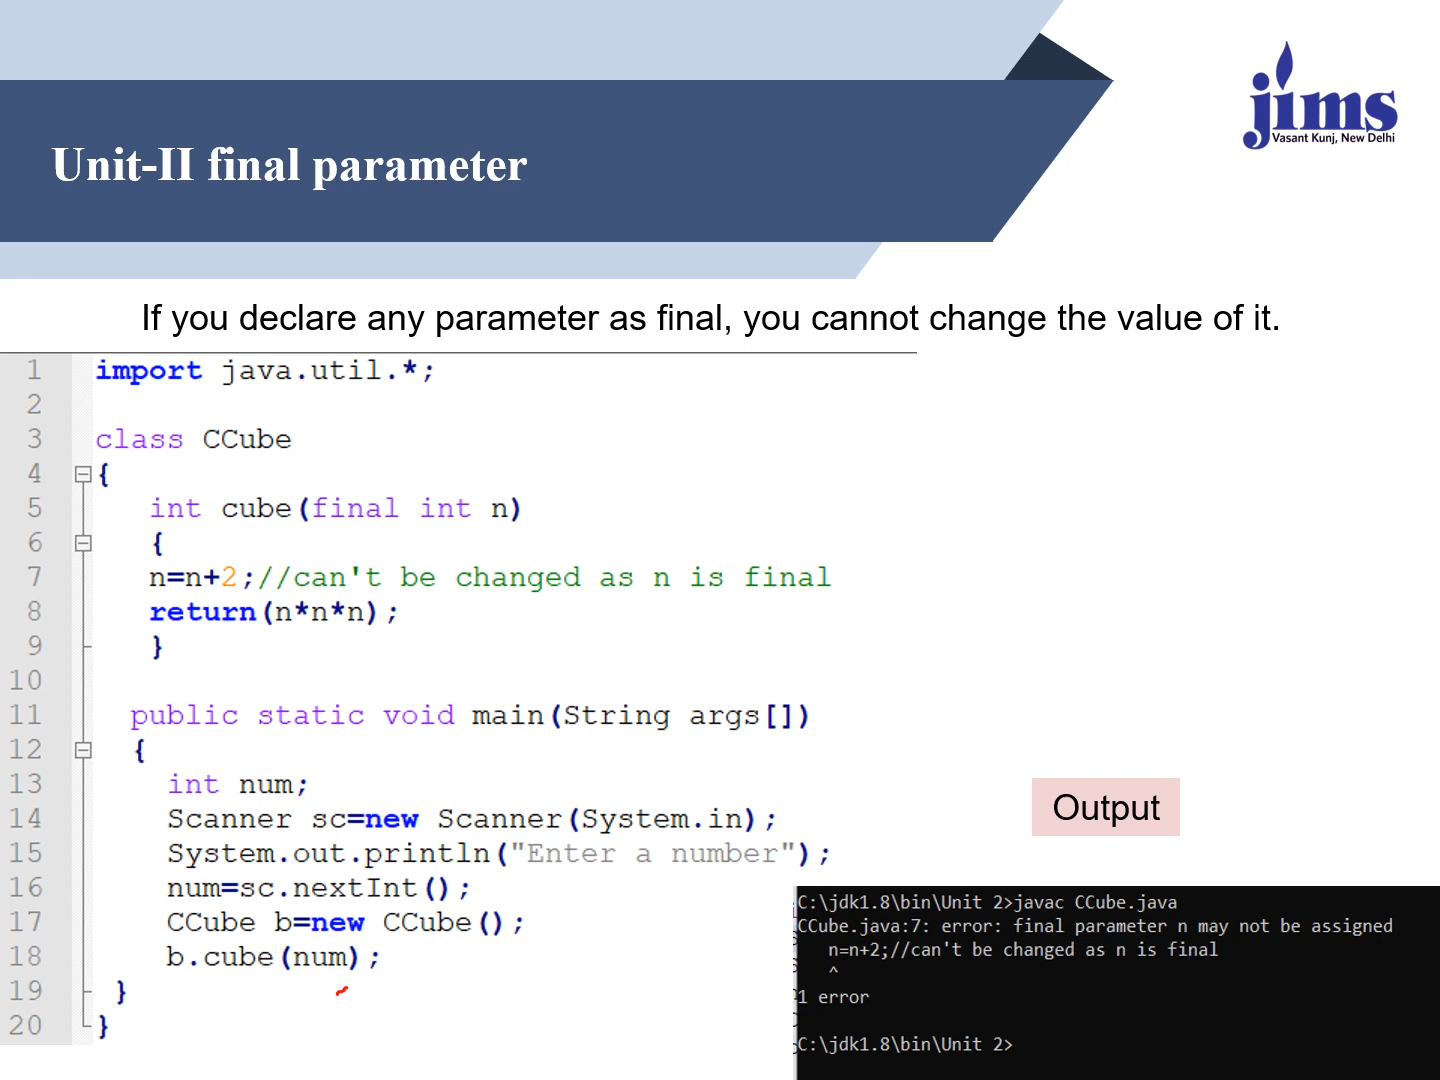 jims
Vasant Kunj, New Delhi
Unit-II final parameter
If you declare any parameter as final, you cannot change the value of it.
1 import java.util.*;
2
3 class CCube
4 {
5 int cube(final int n)
6 {
7 n=n+2;//can't be changed as n is final
8 return(n*n*n);
9 }
10
11 public static void main(String args[])
12 {
13 int num;
14 Scanner sc=new Scanner(System.in);
15 System.out.println("Enter a number");
16 num=sc.nextInt();
17 CCube b=new CCube();
18 b.cube(num);
19 }
20 }
Output
C:\jdk1.8\bin\Unit 2>javac CCube.java
CCube.java:7: error: final parameter n may not be assigned
n=n+2;//can't be changed as n is final
^
1 error
C:\jdk1.8\bin\Unit 2>